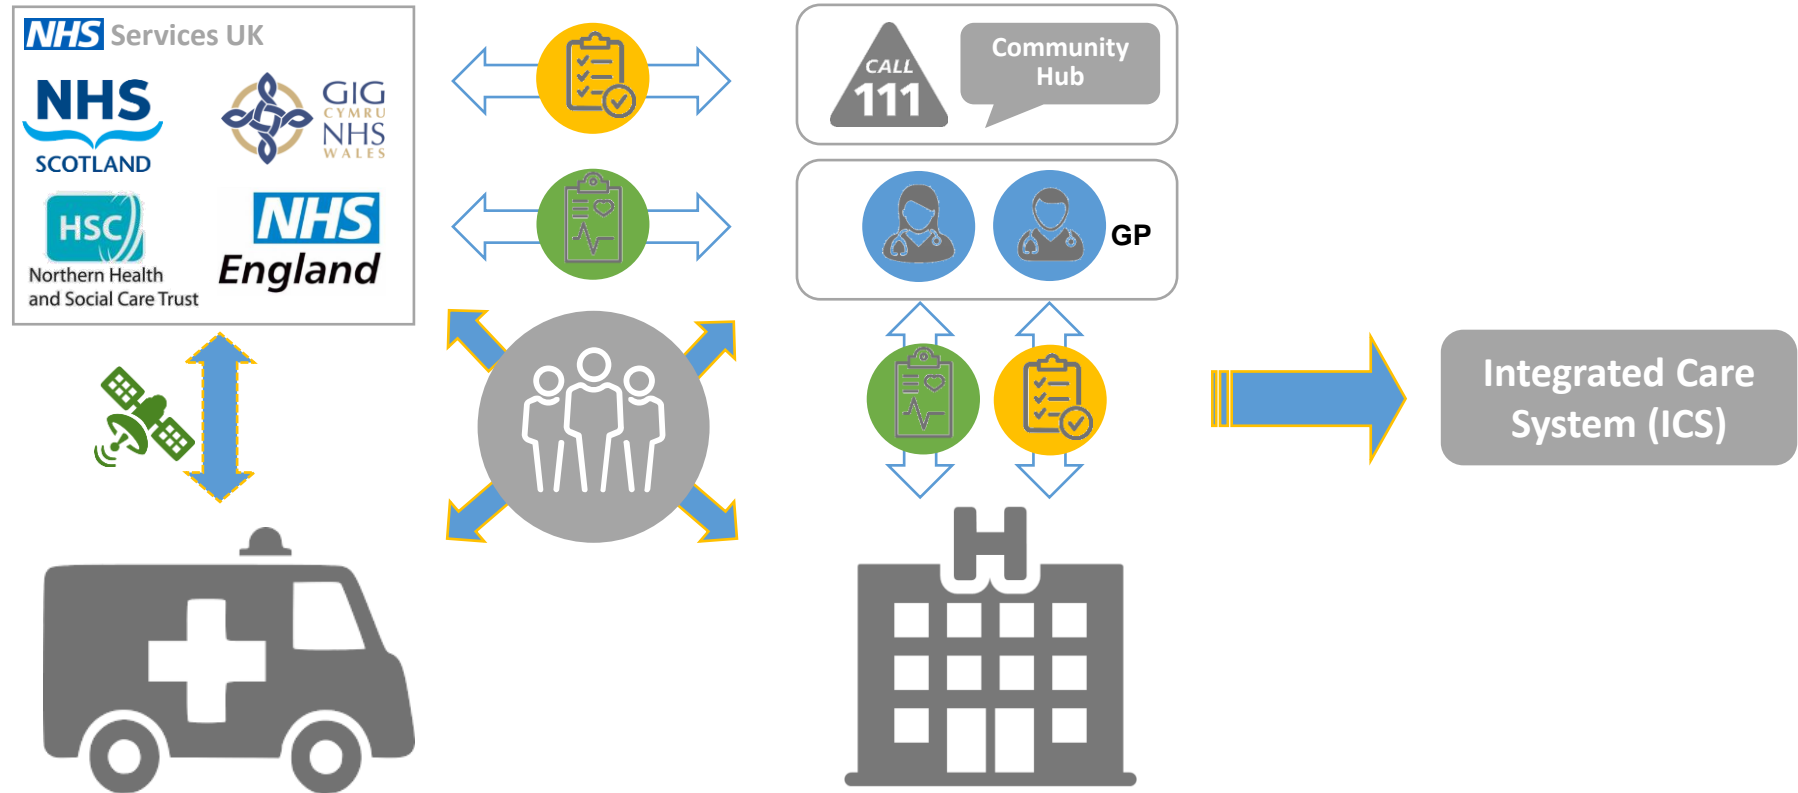 NHS Services UK
NHS
SCOTLAND
GIG
CYMRU
NHS
WALES
HSC
Northern Health
and Social Care Trust
NHS
England
CALL
111
Community
Hub
GP
H
Integrated Care
System (ICS)